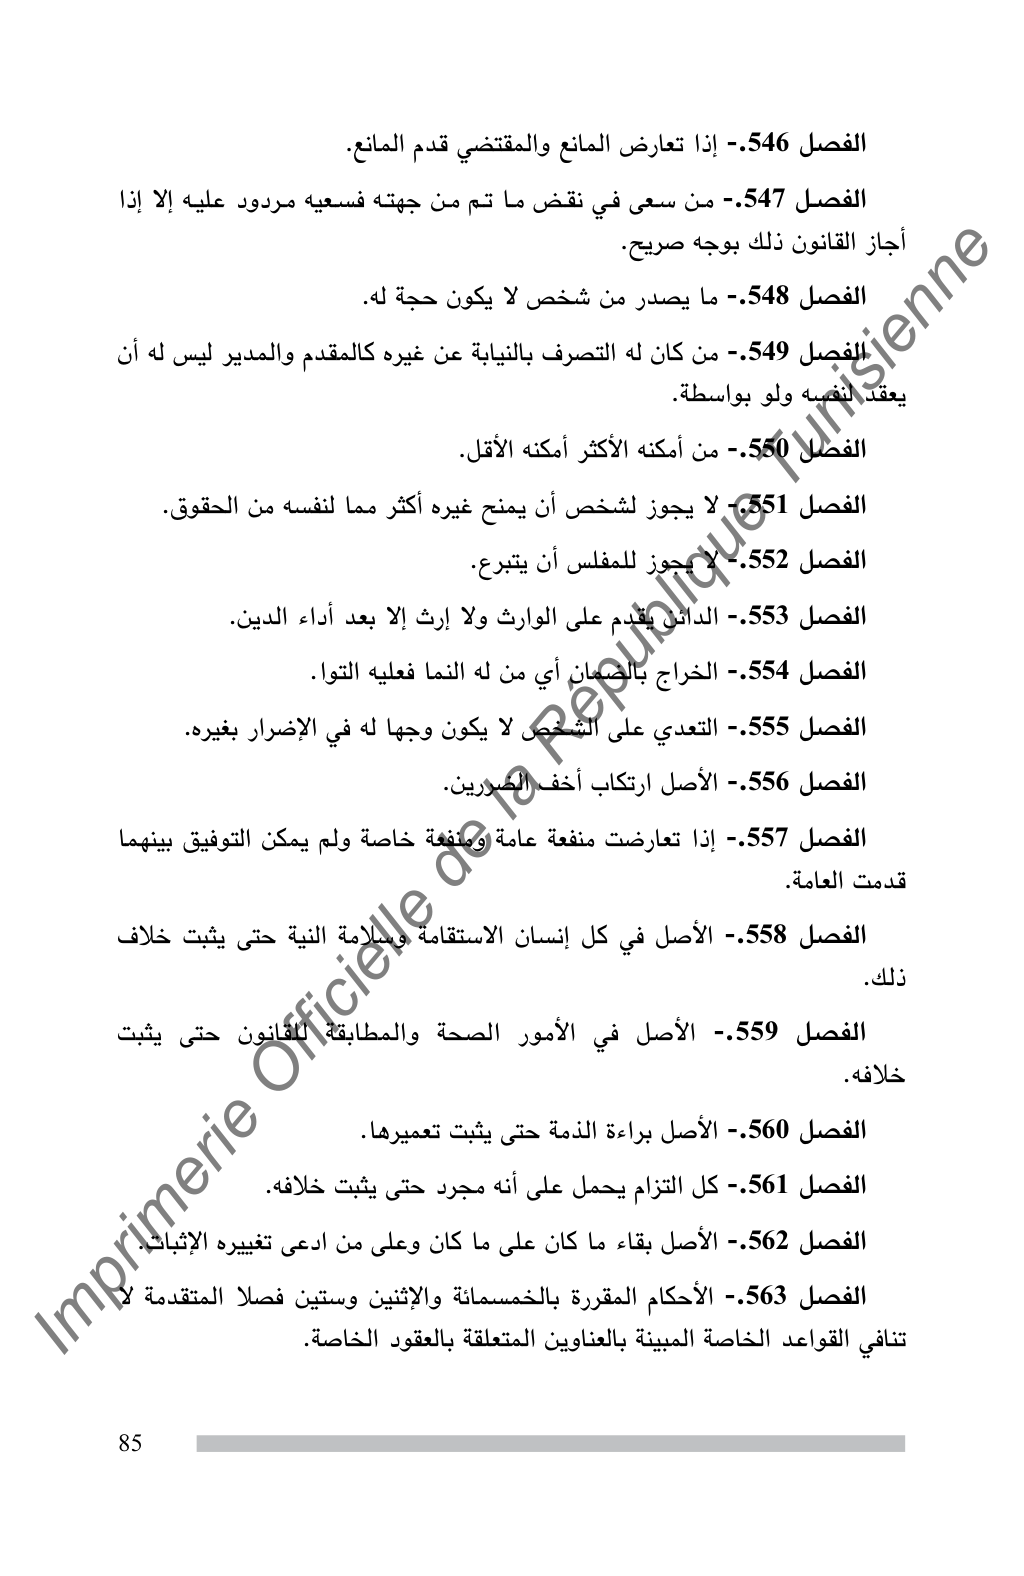 الفصل 546.- إذا تعارض المانع والمقتضي قدم المانع.
الفصل 547.- من سعى في نقض ما تم من جهته فسعيه مردود عليه إلا إذا
أجاز القانون ذلك بوجه صريح.
الفصل 548.- ما يصدر من شخص لا يكون حجة له.
الفصل 549.- من كان له التصرف بالنيابة عن غيره كالمقدم والمدير ليس له أن
يعقد لنفسه ولو بواسطة.
الفصل 550.- من أمكنه الأكثر أمكنه الأقل.
الفصل 551.- لا يجوز لشخص أن يمنح غيره أكثر مما لنفسه من الحقوق.
الفصل 552.- لا يجوز للمفلس أن يتبرع.
الفصل 553.- الدائن يقدم على الوارث ولا إرث إلا بعد أداء الدين.
الفصل 554.- الخراج بالضمان أي من له النما فعليه التوا.
الفصل 555.- التعدي على الشخص لا يكون وجها له في الإضرار بغيره.
الفصل 556.- الأصل ارتكاب أخف الضررين.
الفصل 557.- إذا تعارضت منفعة عامة ومنفعة خاصة ولم يمكن التوفيق بينهما
قدمت العامة.
الفصل 558.- الأصل في كل إنسان الاستقامة وسلامة النية حتى يثبت خلاف
ذلك.
الفصل 559.- الأصل في الأمور الصحة والمطابقة للقانون حتى يثبت
خلافه.
الفصل 560.- الأصل براءة الذمة حتى يثبت تعميرها.
الفصل 561.- كل التزام يحمل على أنه مجرد حتى يثبت خلافه.
الفصل 562.- الأصل بقاء ما كان على ما كان وعلى من ادعى تغييره الإثبات.
الفصل 563.- الأحكام المقررة بالخمسمائة والإثنين وستين فصلا المتقدمة لا
تنافي القواعد الخاصة المبينة بالعناوين المتعلقة بالعقود الخاصة.
85
Imprimerie Officielle de la République Tunisienne